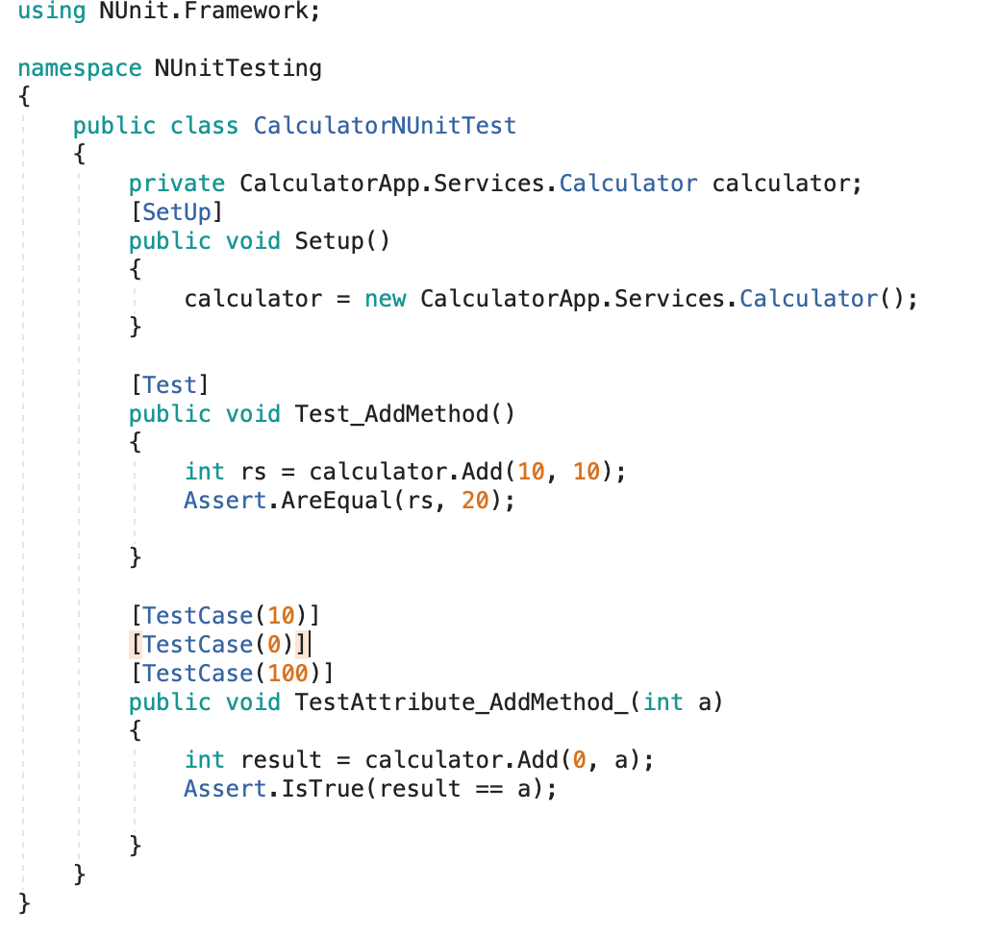 using NUnit.Framework;
namespace NUnitTesting
{
public class CalculatorNUnitTest
{
private CalculatorApp.Services.Calculator calculator;
[SetUp]
public void Setup()
{
calculator = new CalculatorApp.Services.Calculator();
}
[Test]
public void Test_AddMethod()
{
int rs = calculator.Add(10, 10);
Assert.AreEqual(rs, 20);
}
[TestCase(10)]
[TestCase(0)]
[TestCase(100)]
public void TestAttribute_AddMethod_(int a)
{
int result = calculator.Add(0, a);
Assert.IsTrue(result == a);
}
}
}